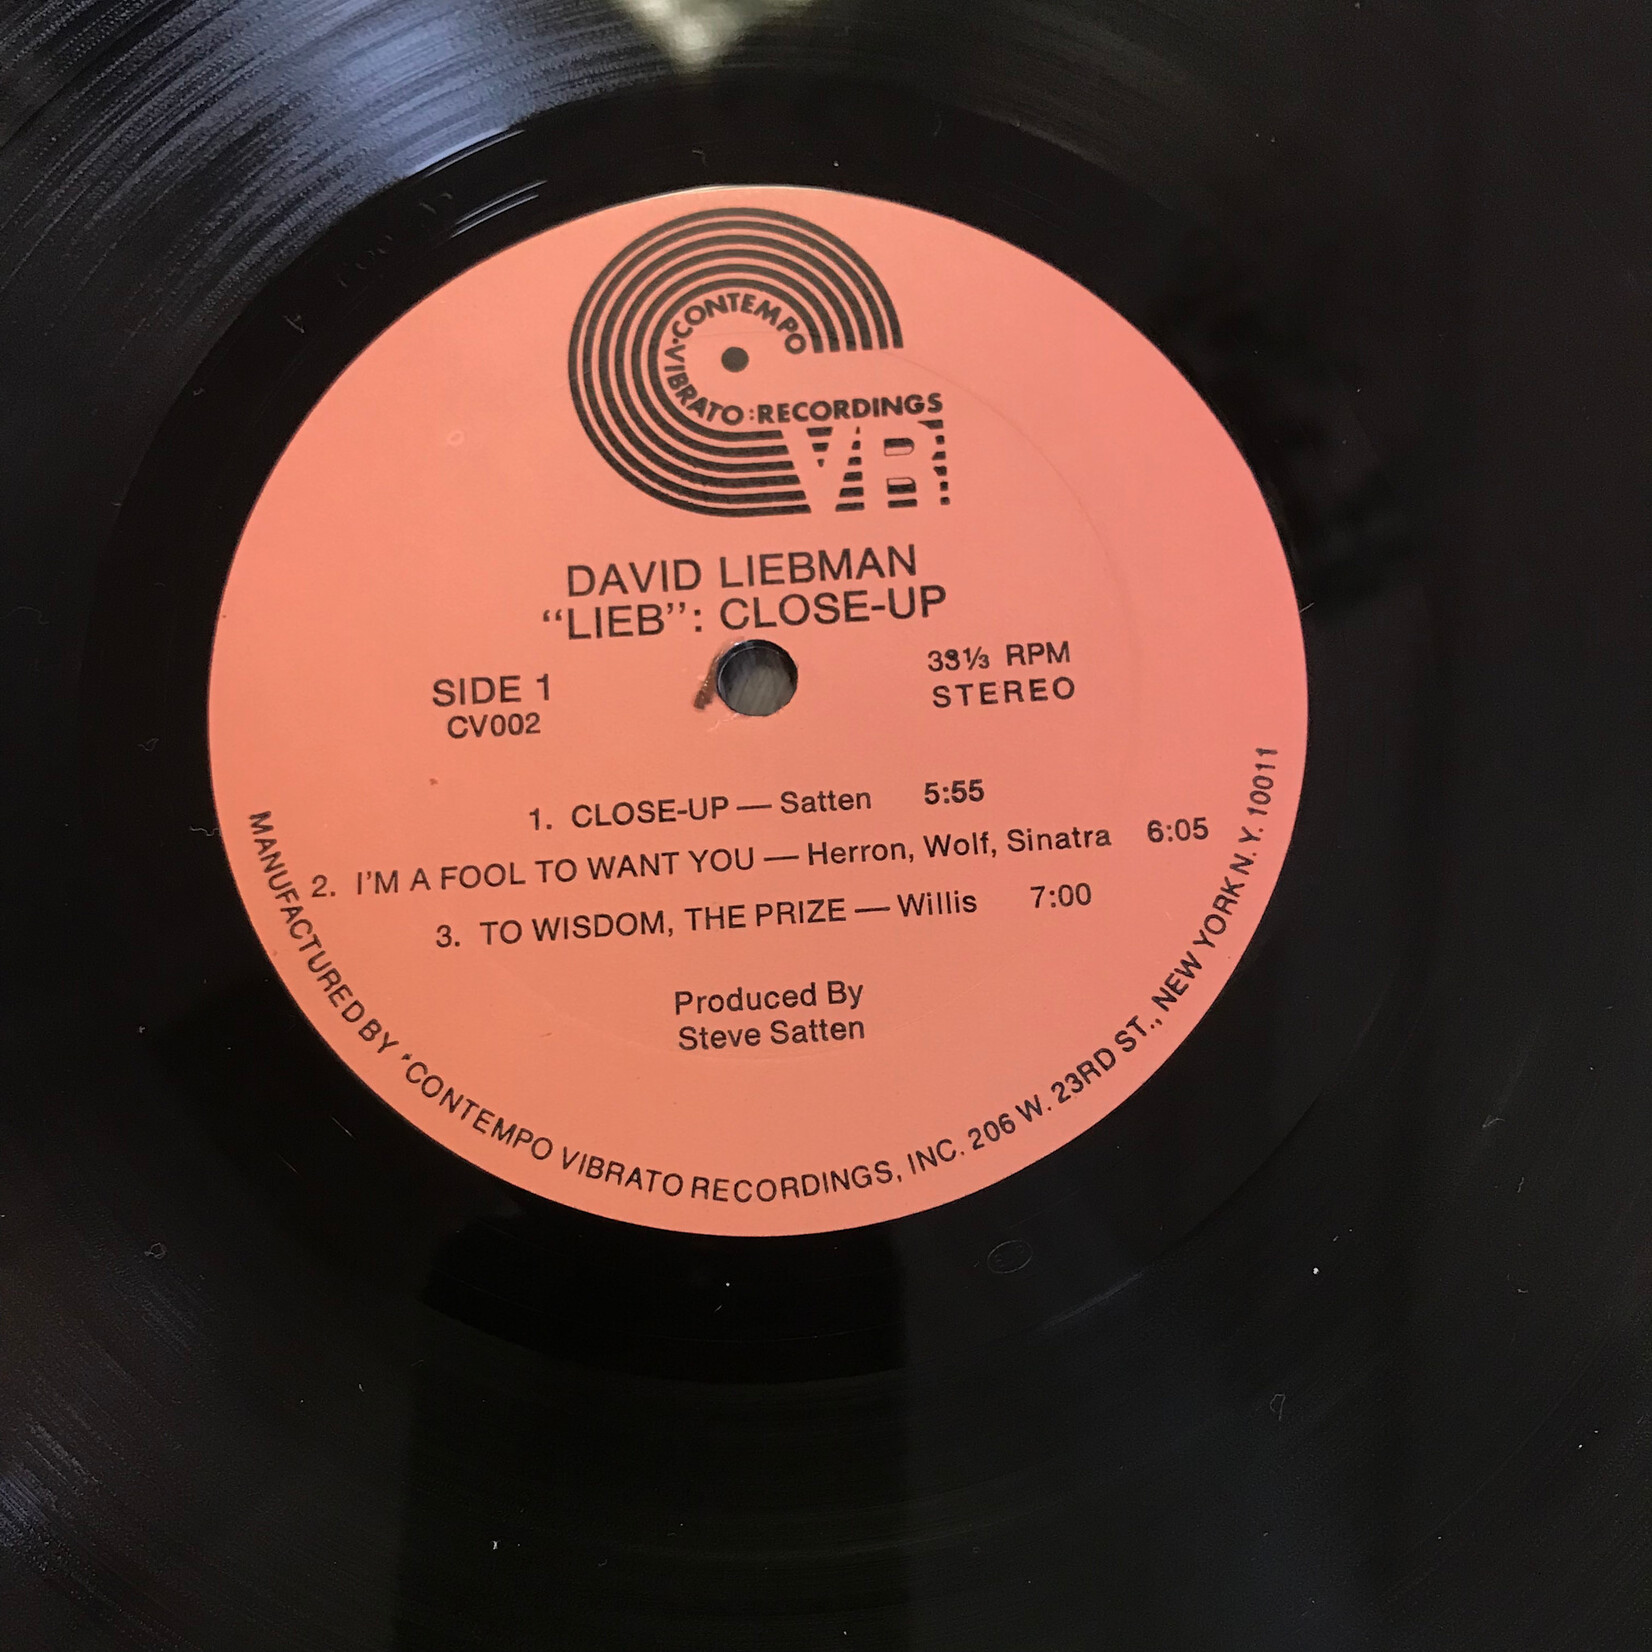 CONTEMPO
VIBRATO:RECORDINGS
VR
DAVID LIEBMAN
“LIEB”: CLOSE-UP
SIDE 1
CV002
33⅓ RPM
STEREO
1. CLOSE-UP — Satten 5:55
2. I'M A FOOL TO WANT YOU — Herron, Wolf, Sinatra 6:05
3. TO WISDOM, THE PRIZE — Willis 7:00
Produced By
Steve Satten
MANUFACTURED BY ‘CONTEMPO VIBRATO RECORDINGS, INC. 206 W. 23RD ST., NEW YORK N.Y. 10011